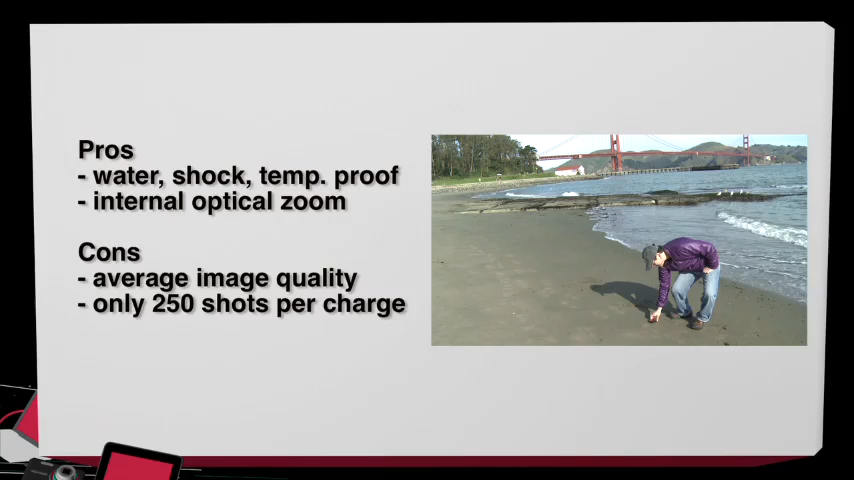 Pros
- water, shock, temp. proof
- internal optical zoom
Cons
- average image quality
- only 250 shots per charge